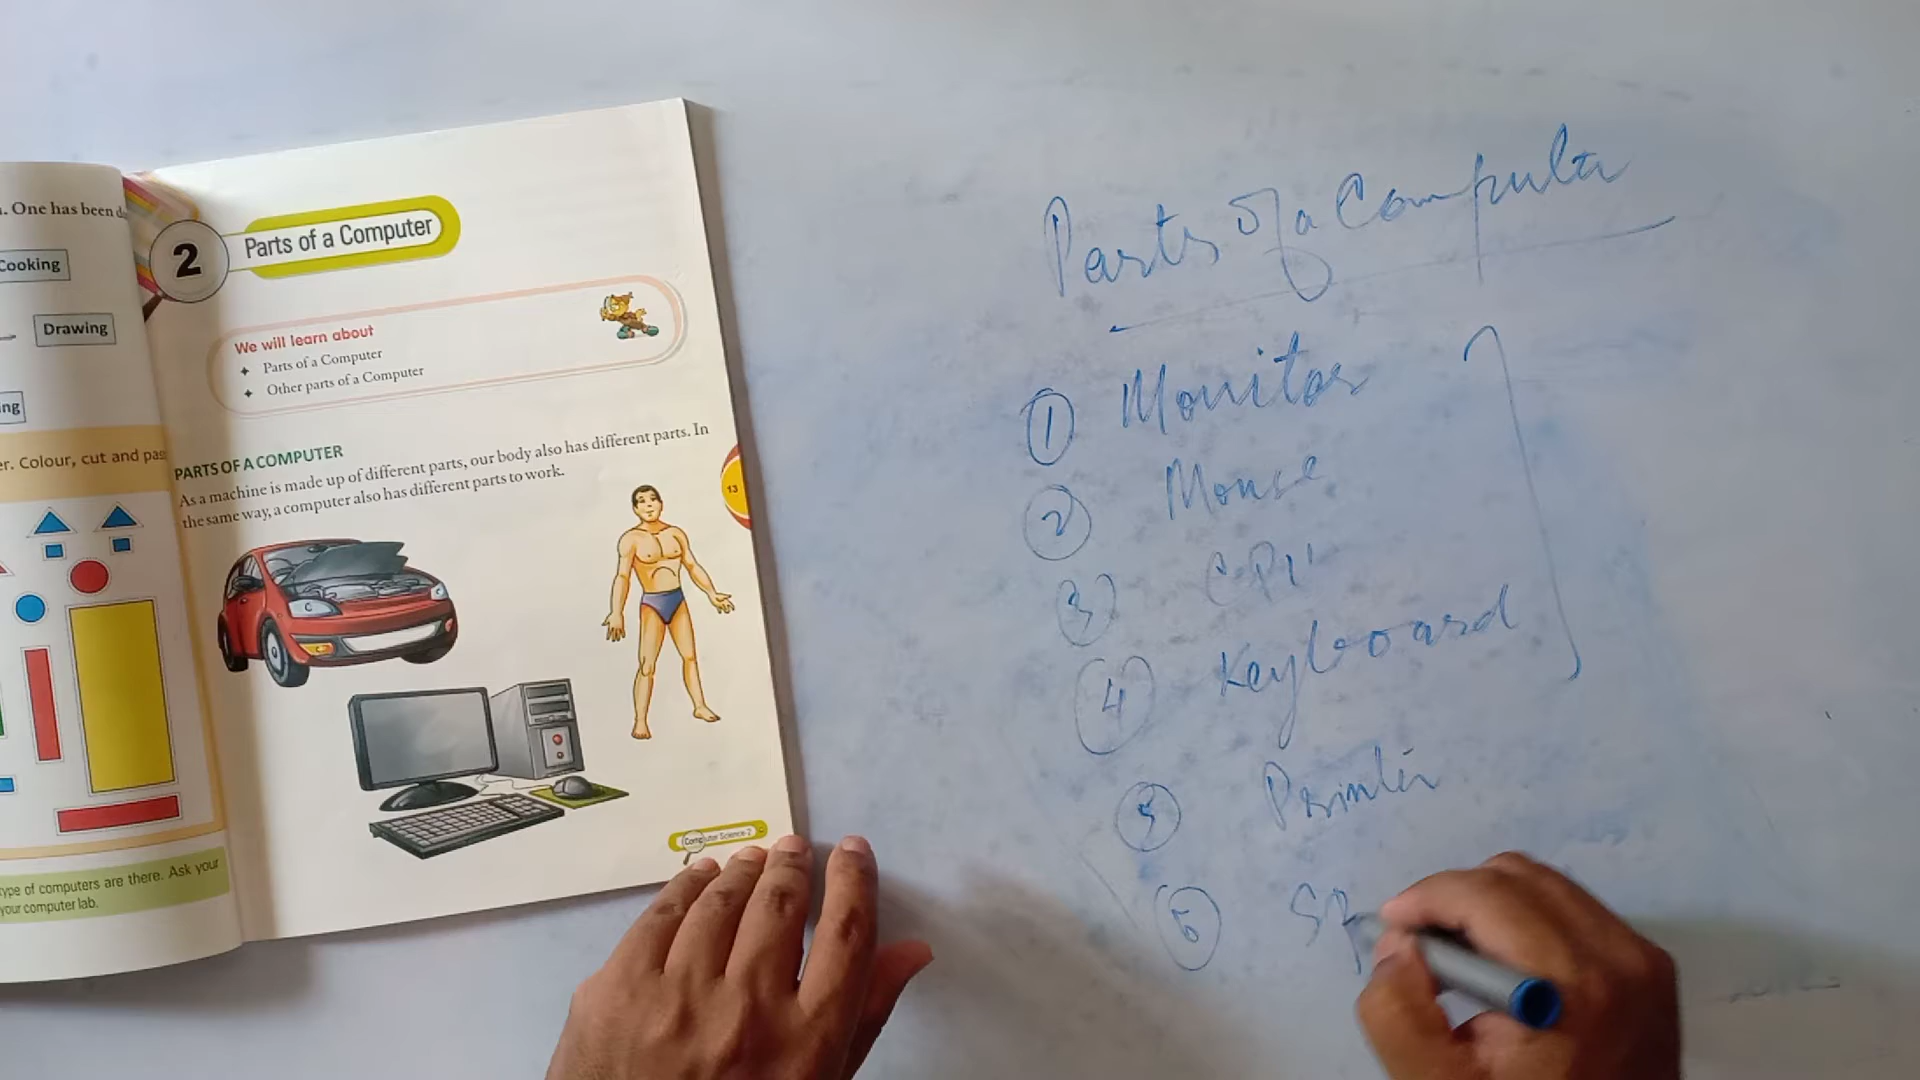 . One has been
Cooking
Drawing
ng
er. Colour, cut and pas
type of computers are there. Ask your
your computer lab.
2
Parts of a Computer
We will learn about
✦ Parts of a Computer
✦ Other parts of a Computer
PARTS OF A COMPUTER
As a machine is made up of different parts, our body also has different parts. In
the same way, a computer also has different parts to work.
13
Computer Science-2
Parts of a Computer
① Monitor
② Mouse
③ CPU
④ Keyboard
⑤ Printer
⑥ Sp